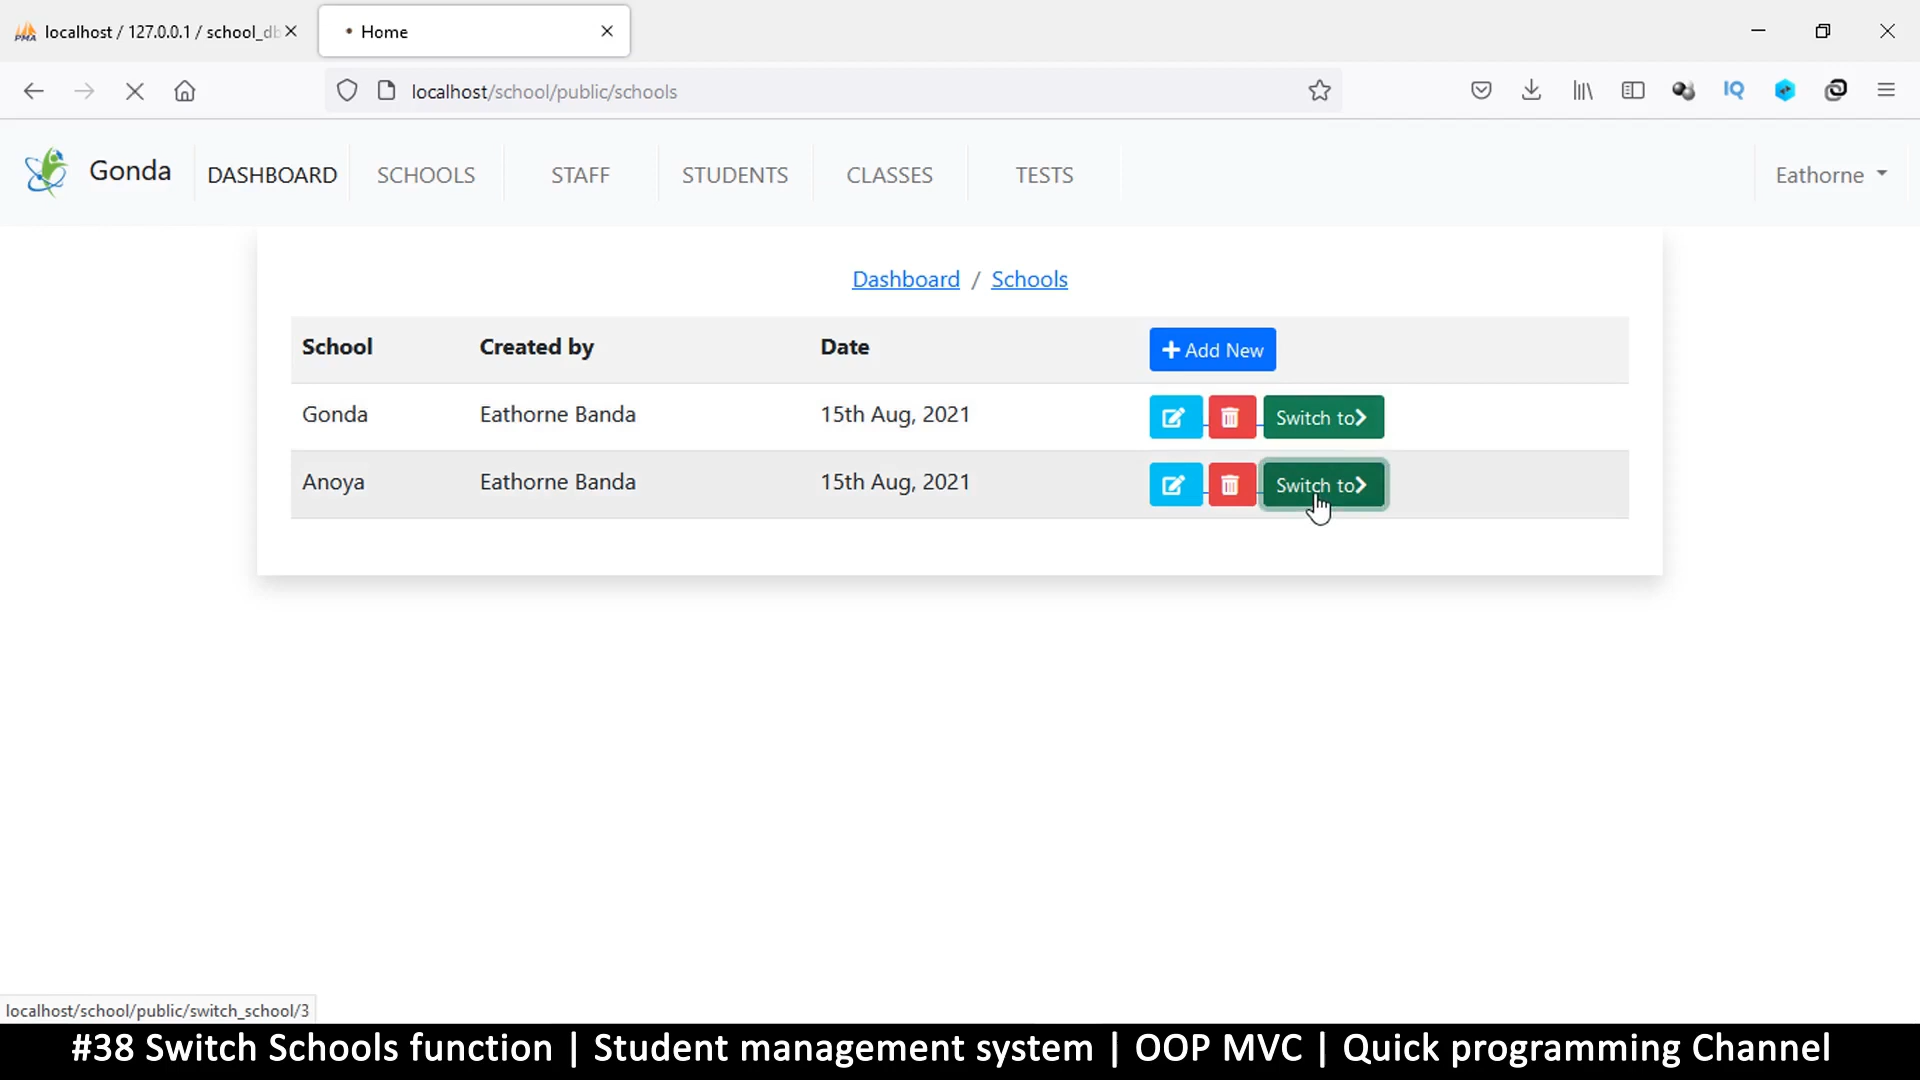 localhost / 127.0.0.1 / school_db
Home
localhost/school/public/schools
IQ
Gonda
DASHBOARD
SCHOOLS
STAFF
STUDENTS
CLASSES
TESTS
Eathorne
Dashboard / Schools
School Created by Date Add New
Gonda Eathorne Banda 15th Aug, 2021 Switch to
Anoya Eathorne Banda 15th Aug, 2021 Switch to
localhost/school/public/switch_school/3
#38 Switch Schools function | Student management system | OOP MVC | Quick programming Channel